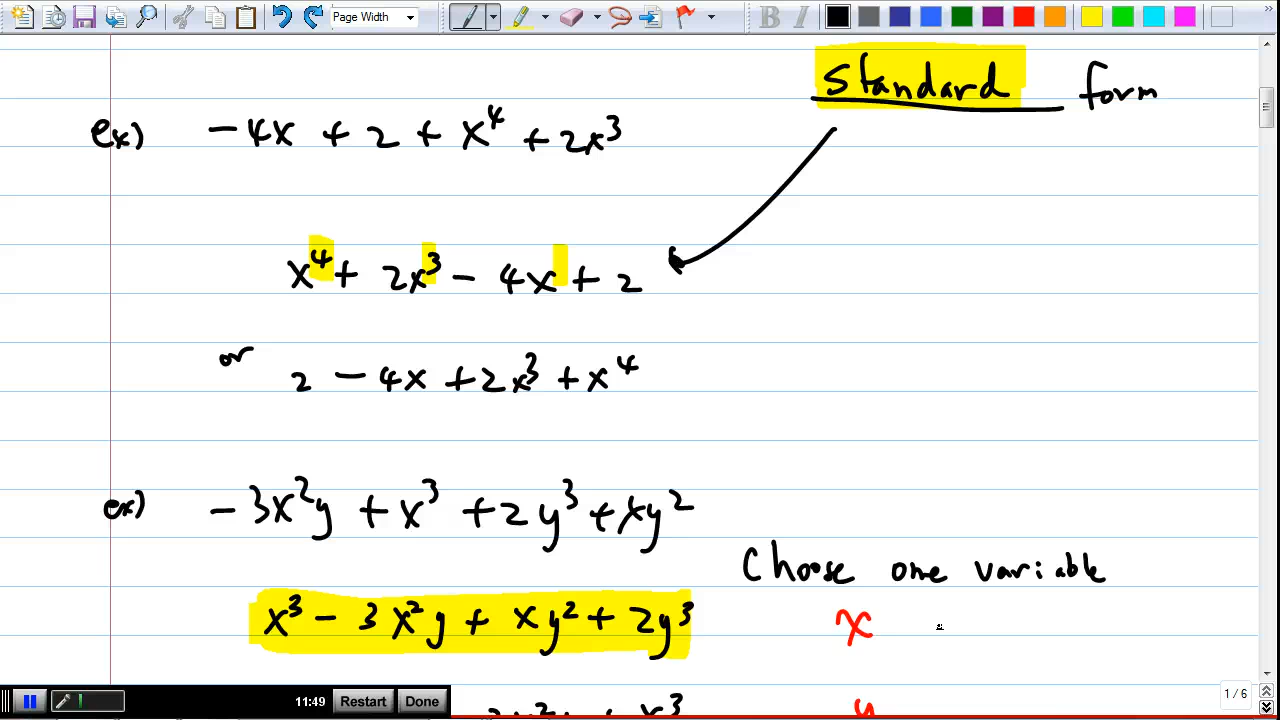 Page Width
B I
Standard form
ex) -4x + 2 + x⁴ + 2x³
x⁴ + 2x³ - 4x + 2
or 2 - 4x + 2x³ + x⁴
ex) -3x²y + x³ + 2y³ + xy²
Choose one variable
x³ - 3x²y + xy² + 2y³ x
y
11:49 Restart Done
1 / 6